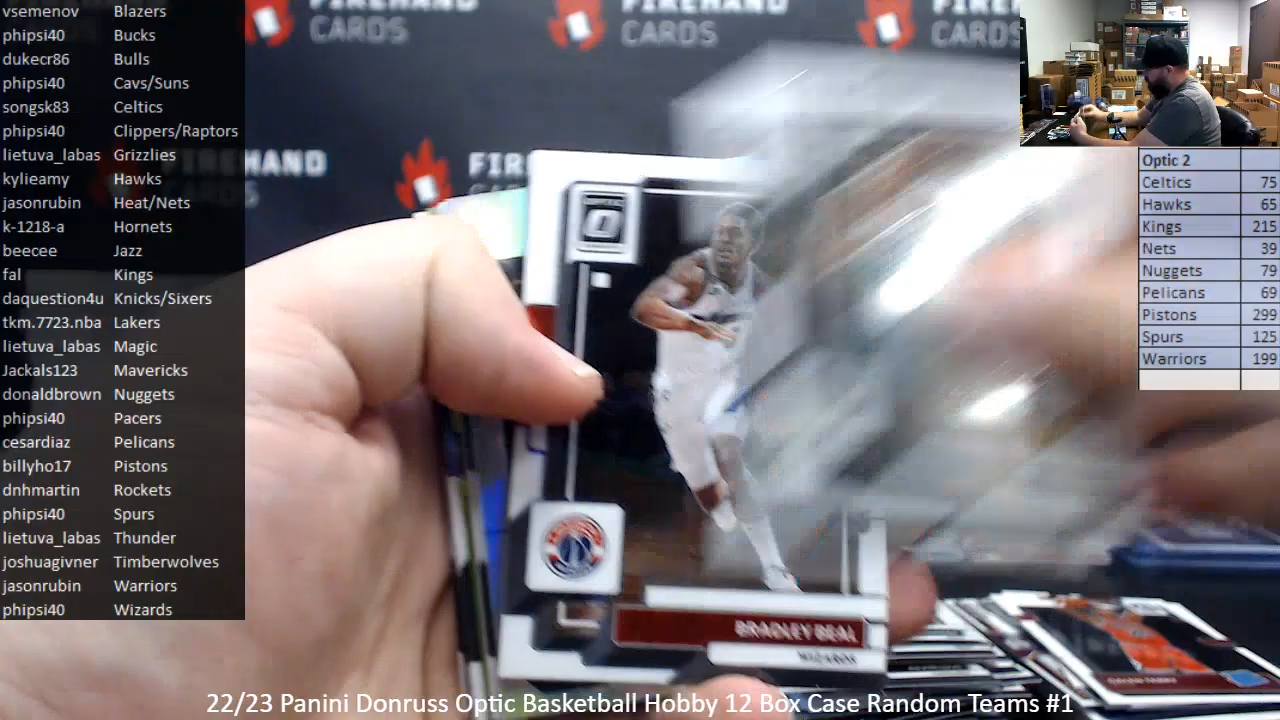 vsemenov Blazers
phipsi40 Bucks
dukecr86 Bulls
phipsi40 Cavs/Suns
songsk83 Celtics
phipsi40 Clippers/Raptors
lietuva_labas Grizzlies
kylieamy Hawks
jasonrubin Heat/Nets
k-1218-a Hornets
beecee Jazz
fal Kings
daquestion4u Knicks/Sixers
tkm.7723.nba Lakers
lietuva_labas Magic
Jackals123 Mavericks
donaldbrown Nuggets
phipsi40 Pacers
cesardiaz Pelicans
billyho17 Pistons
dnhmartin Rockets
phipsi40 Spurs
lietuva_labas Thunder
joshuagivner Timberwolves
jasonrubin Warriors
phipsi40 Wizards
FIREHAND CARDS
FIREHAND
CARDS
FIREHAND
FIREHAND
CARDS
BRADLEY BEAL
WIZARDS
Optic 2
Celtics 75
Hawks 65
Kings 215
Nets 39
Nuggets 79
Pelicans 69
Pistons 299
Spurs 125
Warriors 199
22/23 Panini Donruss Optic Basketball Hobby 12 Box Case Random Teams #1